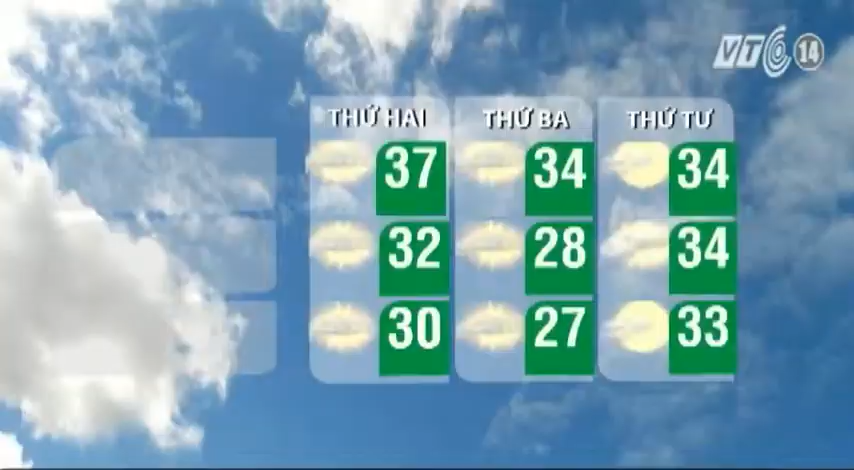 VTC 14
THỨ HAI THỨ BA THỨ TƯ
37 34 34
32 28 34
30 27 33